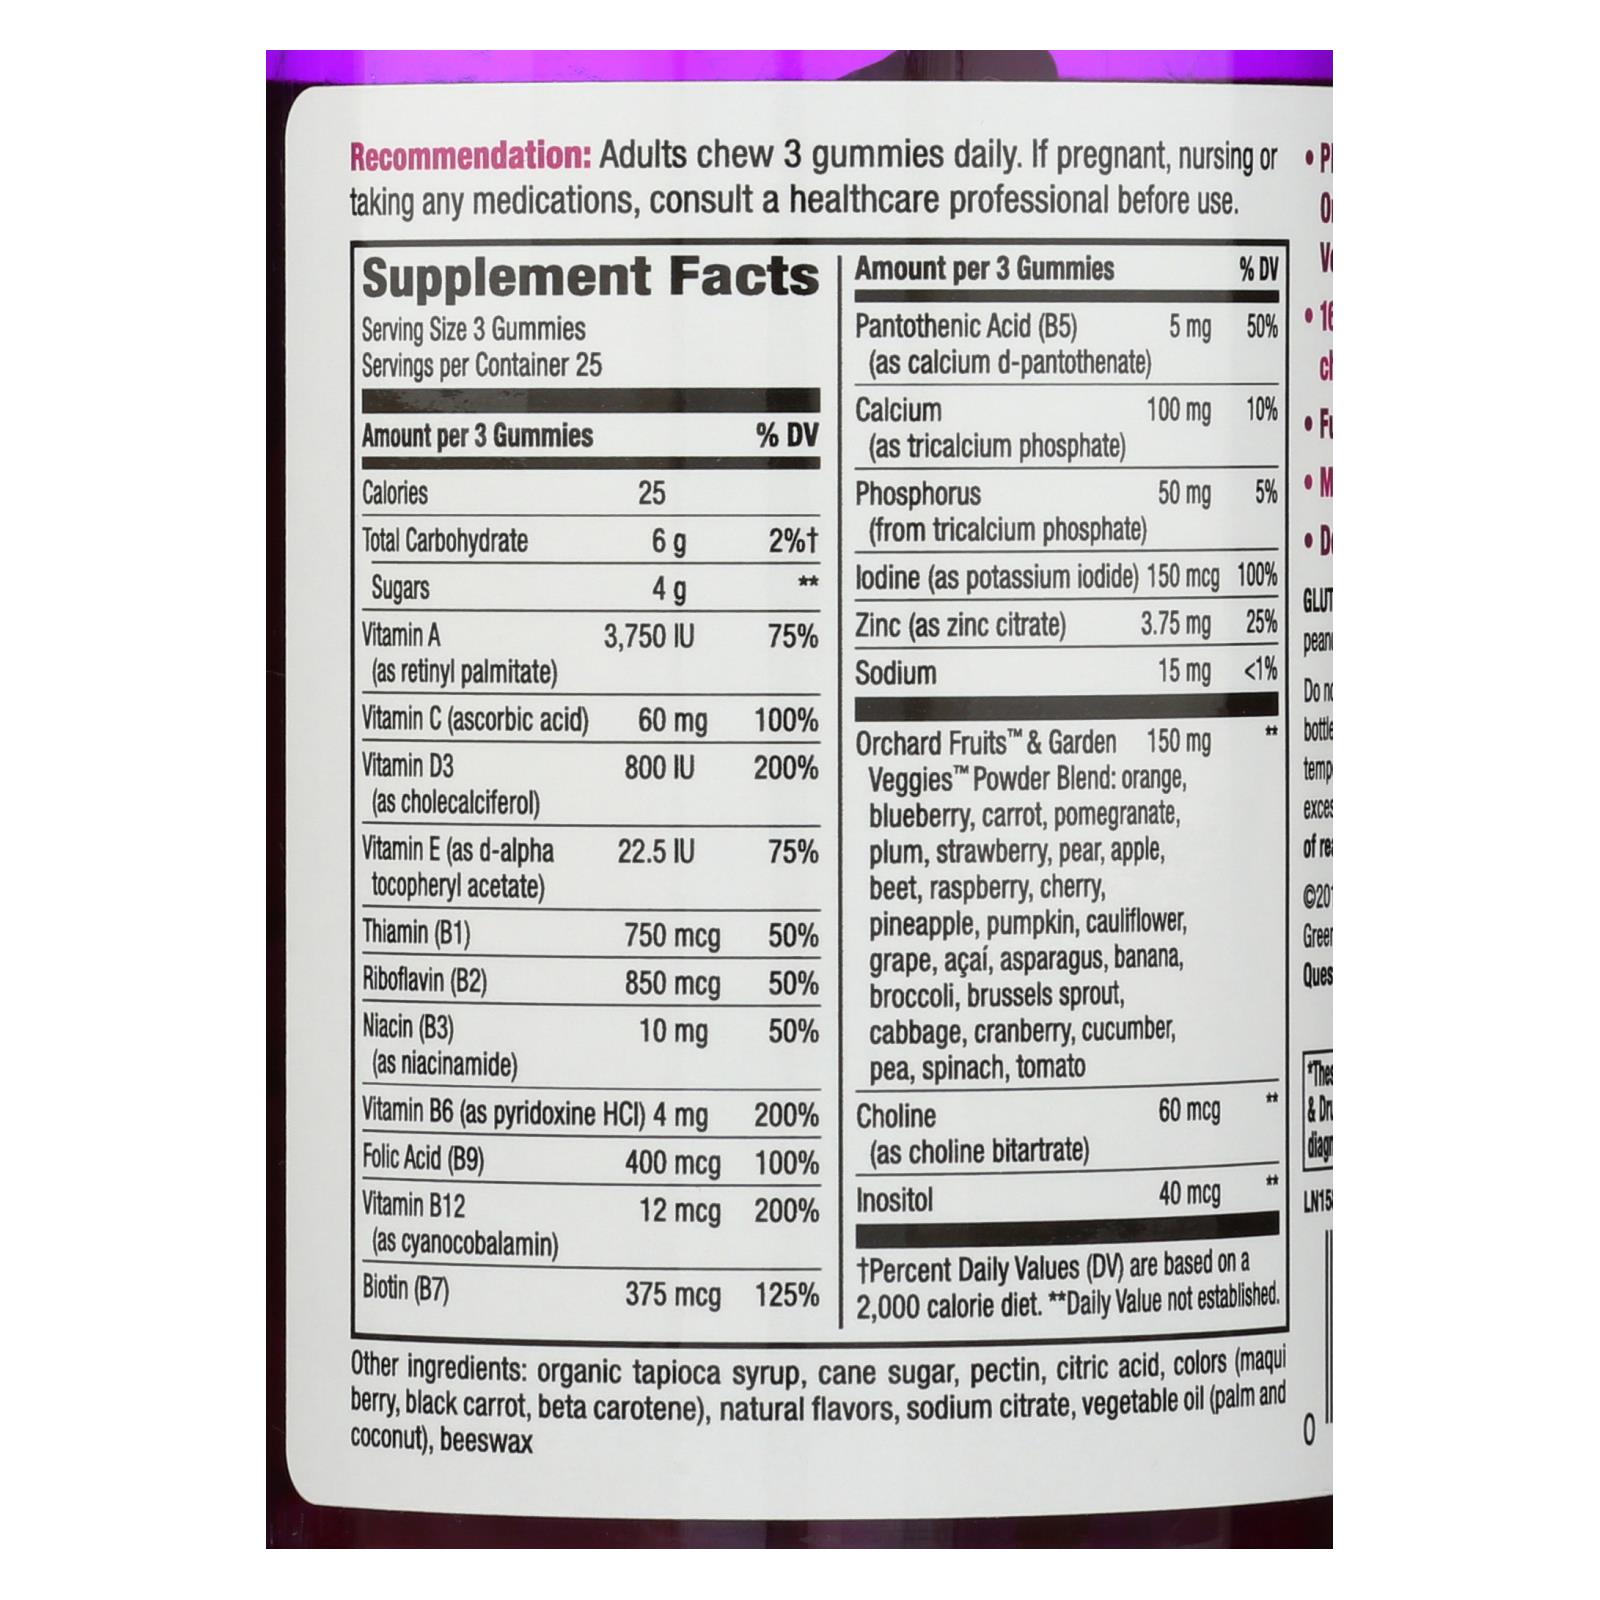 Recommendation: Adults chew 3 gummies daily. If pregnant, nursing or
taking any medications, consult a healthcare professional before use.
Supplement Facts
Serving Size 3 Gummies
Servings per Container 25
Amount per 3 Gummies % DV
Calories 25
Total Carbohydrate 6 g 2%†
Sugars 4 g **
Vitamin A 3,750 IU 75%
(as retinyl palmitate)
Vitamin C (ascorbic acid) 60 mg 100%
Vitamin D3 800 IU 200%
(as cholecalciferol)
Vitamin E (as d-alpha 22.5 IU 75%
tocopheryl acetate)
Thiamin (B1) 750 mcg 50%
Riboflavin (B2) 850 mcg 50%
Niacin (B3) 10 mg 50%
(as niacinamide)
Vitamin B6 (as pyridoxine HCl) 4 mg 200%
Folic Acid (B9) 400 mcg 100%
Vitamin B12 12 mcg 200%
(as cyanocobalamin)
Biotin (B7) 375 mcg 125%
Amount per 3 Gummies % DV
Pantothenic Acid (B5) 5 mg 50%
(as calcium d-pantothenate)
Calcium 100 mg 10%
(as tricalcium phosphate)
Phosphorus 50 mg 5%
(from tricalcium phosphate)
Iodine (as potassium iodide) 150 mcg 100%
Zinc (as zinc citrate) 3.75 mg 25%
Sodium 15 mg <1%
Orchard Fruits™ & Garden 150 mg **
Veggies™ Powder Blend: orange,
blueberry, carrot, pomegranate,
plum, strawberry, pear, apple,
beet, raspberry, cherry,
pineapple, pumpkin, cauliflower,
grape, açaí, asparagus, banana,
broccoli, brussels sprout,
cabbage, cranberry, cucumber,
pea, spinach, tomato
Choline 60 mcg **
(as choline bitartrate)
Inositol 40 mcg **
†Percent Daily Values (DV) are based on a
2,000 calorie diet. **Daily Value not established.
Other ingredients: organic tapioca syrup, cane sugar, pectin, citric acid, colors (maqui
berry, black carrot, beta carotene), natural flavors, sodium citrate, vegetable oil (palm and
coconut), beeswax
Do
of
0